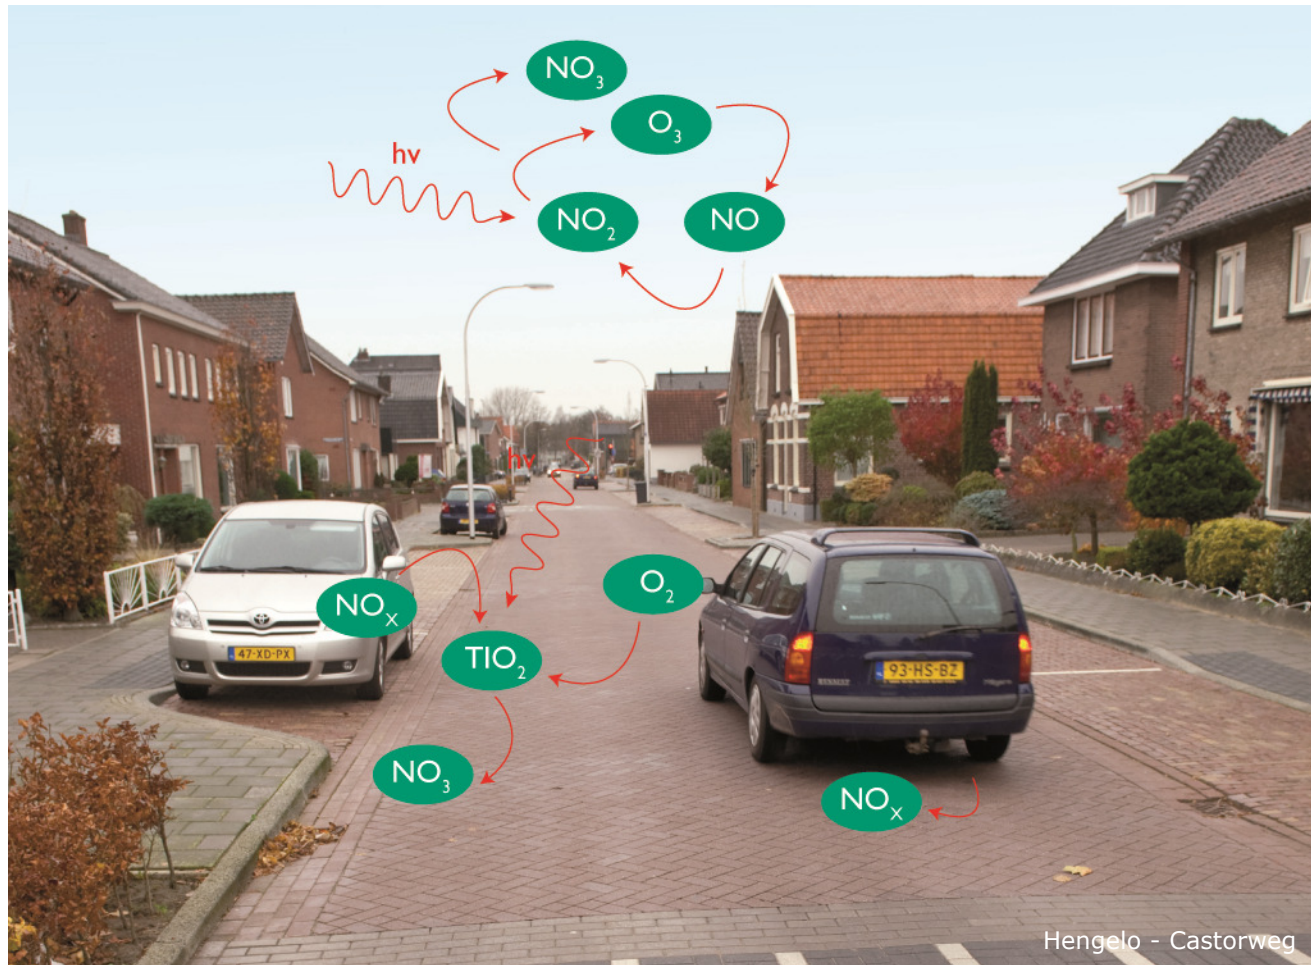 NO3
O3
hv
NO2
NO
hv
O2
NOX
47-XD-PX
TIO2
93-HS-BZ
NO3
NOX
Hengelo - Castorweg